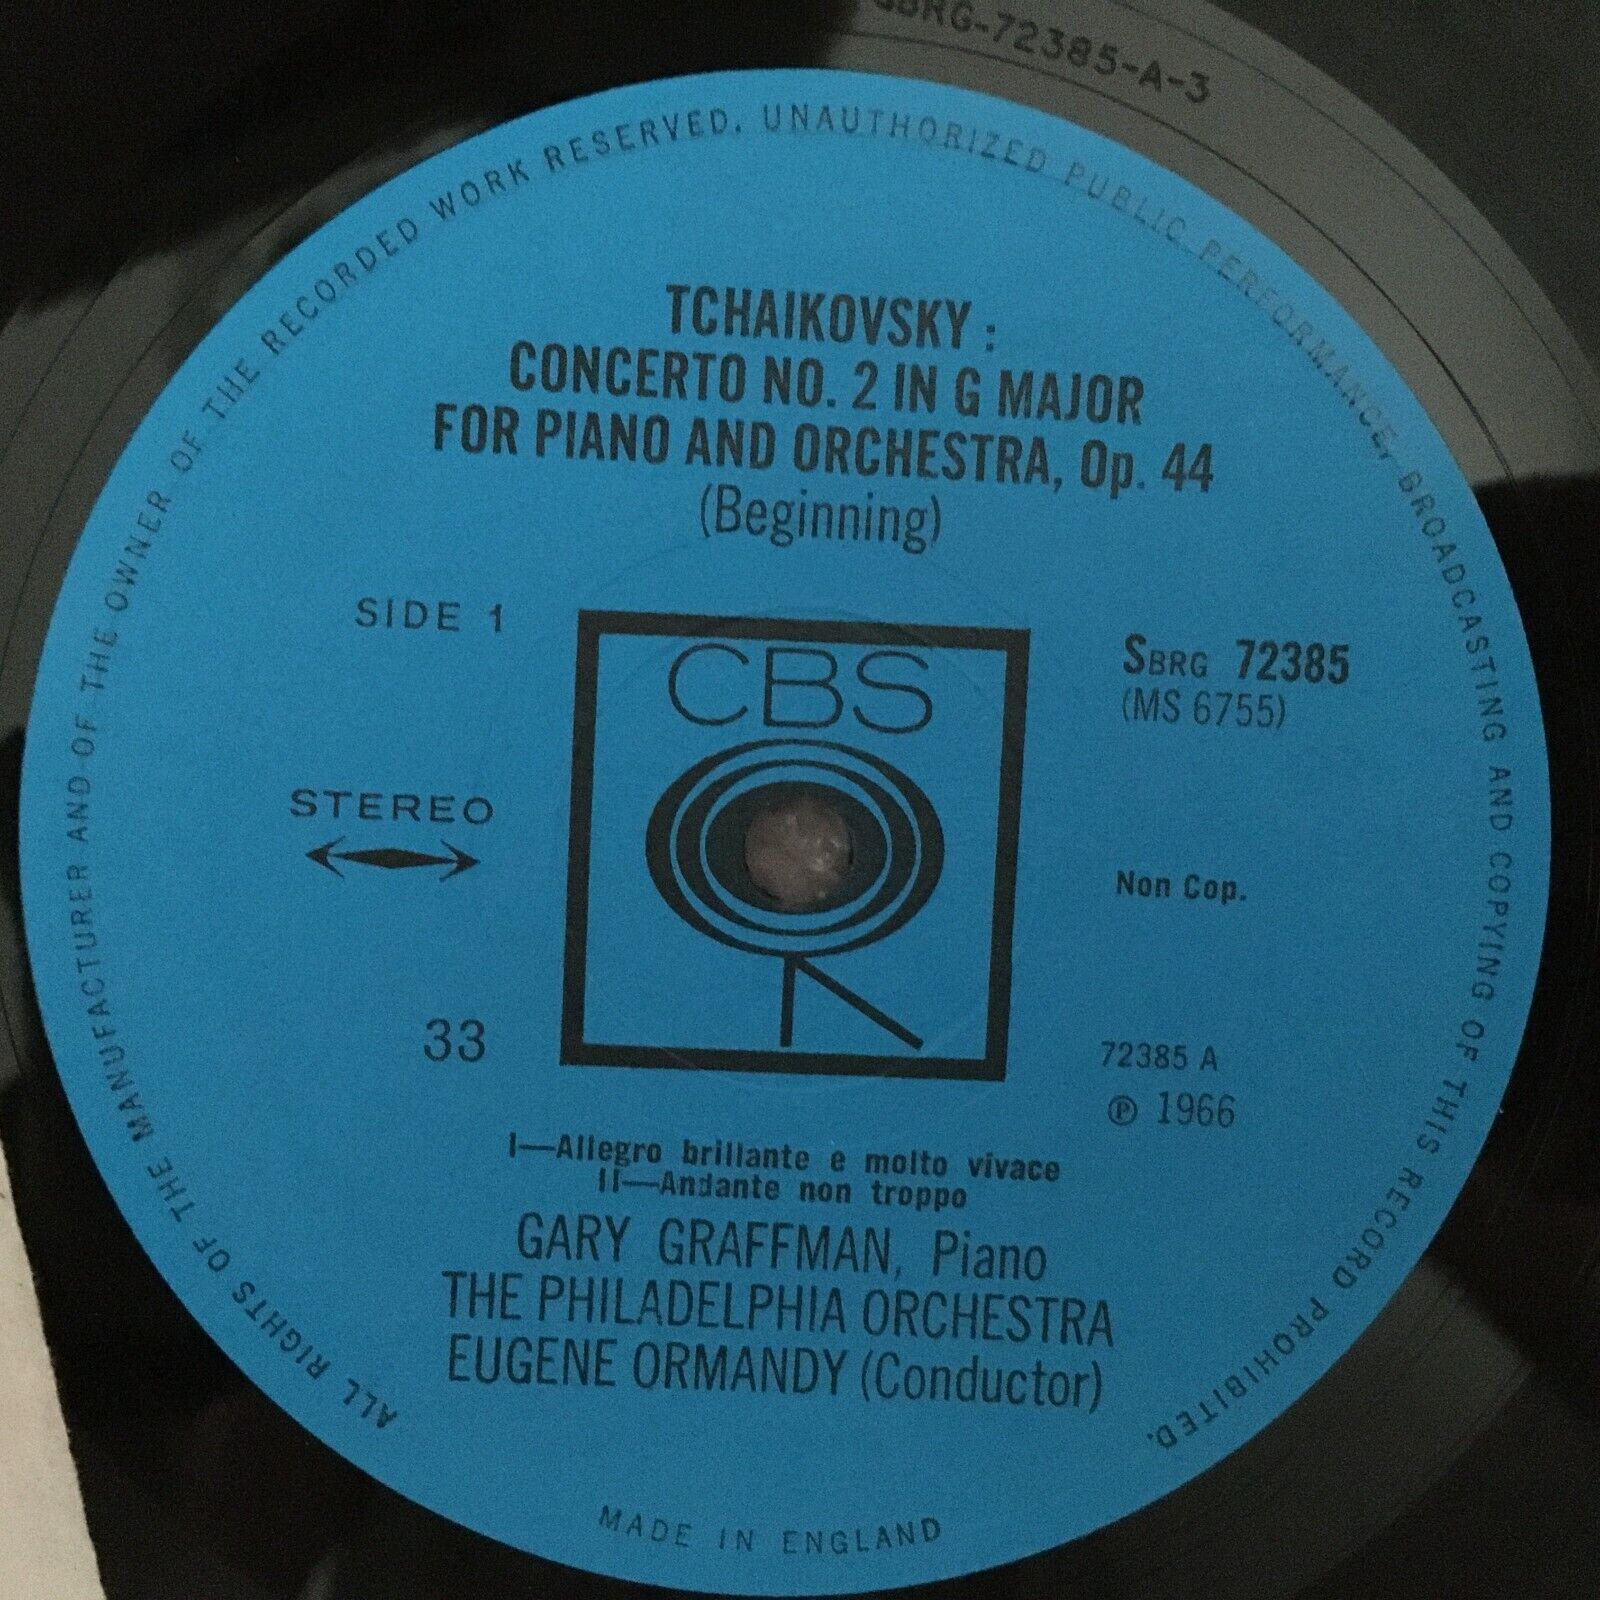 SBRG-72385-A-3
TCHAIKOVSKY :
CONCERTO NO. 2 IN G MAJOR
FOR PIANO AND ORCHESTRA, Op. 44
(Beginning)
SIDE 1
CBS
SBRG 72385
(MS 6755)
STEREO
Non Cop.
33
72385 A
℗ 1966
I—Allegro brillante e molto vivace
II—Andante non troppo
GARY GRAFFMAN, Piano
THE PHILADELPHIA ORCHESTRA
EUGENE ORMANDY (Conductor)
ALL RIGHTS OF THE MANUFACTURER AND OF THE OWNER OF THE RECORDED WORK RESERVED. UNAUTHORIZED PUBLIC PERFORMANCE, BROADCASTING AND COPYING OF THIS RECORD PROHIBITED.
MADE IN ENGLAND